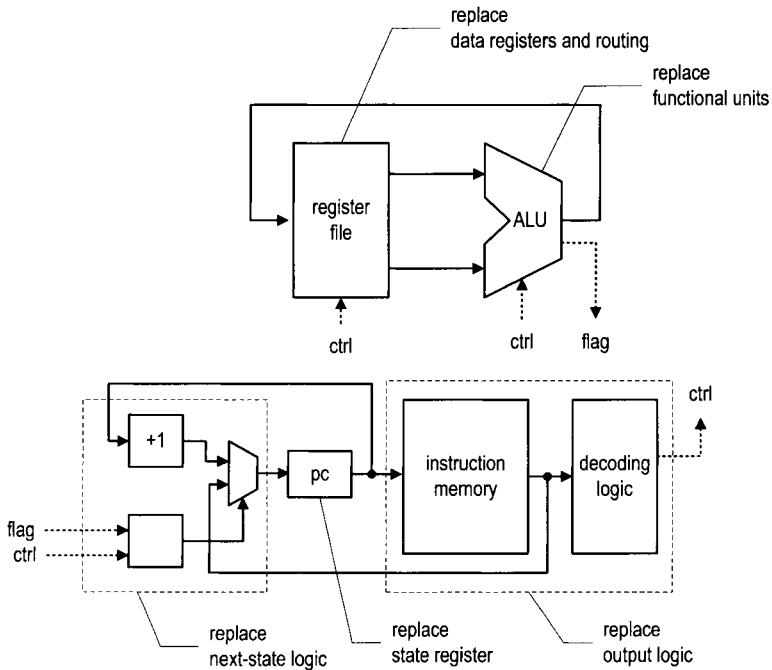 replace
data registers and routing
replace
functional units
register
file
ALU
ctrl
ctrl
flag
ctrl
+1
pc
instruction
memory
decoding
logic
flag
ctrl
replace
next-state logic
replace
state register
replace
output logic